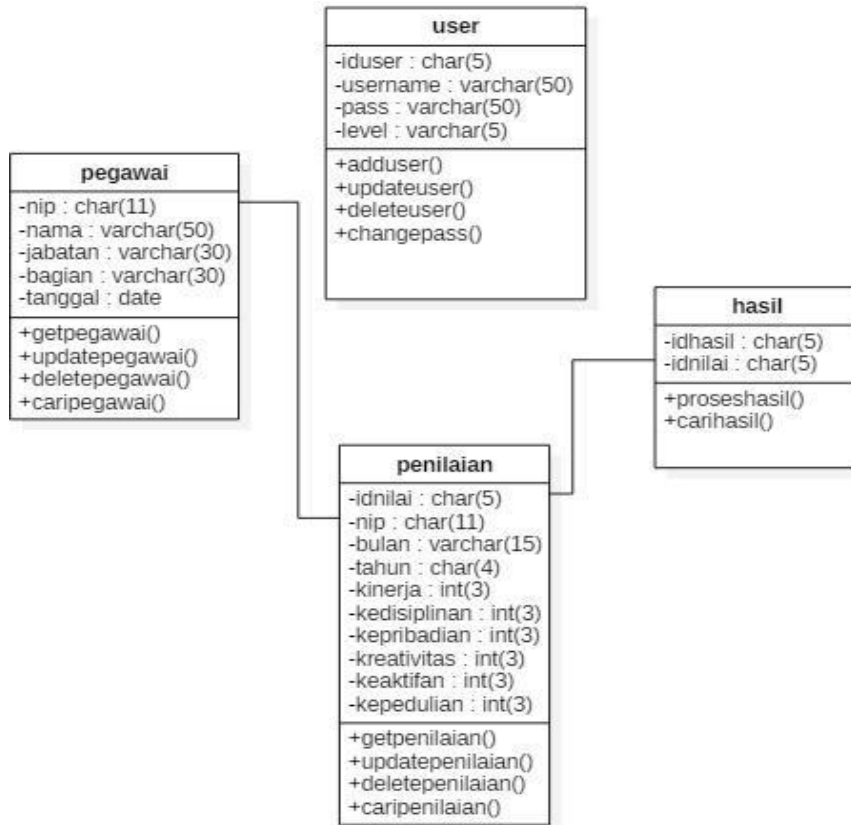 user
-iduser : char(5)
-username : varchar(50)
-pass : varchar(50)
-level : varchar(5)
+adduser()
+updateuser()
+deleteuser()
+changepass()
pegawai
-nip : char(11)
-nama : varchar(50)
-jabatan : varchar(30)
-bagian : varchar(30)
-tanggal : date
+getpegawai()
+updatepegawai()
+deletepegawai()
+caripegawai()
hasil
-idhasil : char(5)
-idnilai : char(5)
+proseshasil()
+carihasil()
penilaian
-idnilai : char(5)
-nip : char(11)
-bulan : varchar(15)
-tahun : char(4)
-kinerja : int(3)
-kedisiplinan : int(3)
-kepribadian : int(3)
-kreativitas : int(3)
-keaktifan : int(3)
-kepedulian : int(3)
+getpenilaian()
+updatepenilaian()
+deletepenilaian()
+caripenilaian()